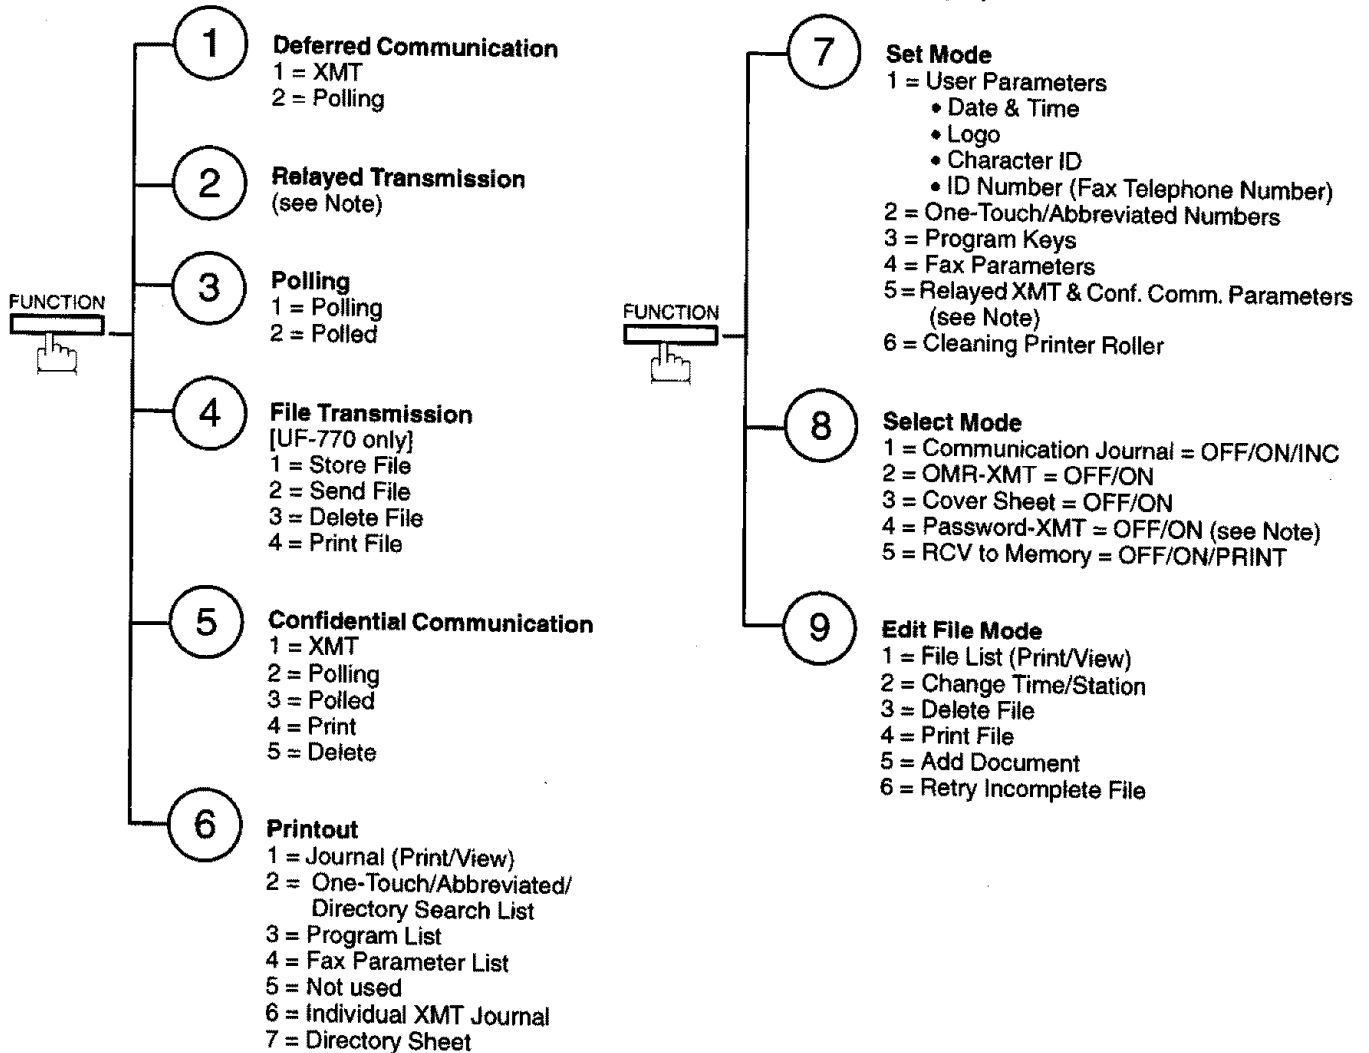 FUNCTION
1
Deferred Communication
1 = XMT
2 = Polling
2
Relayed Transmission
(see Note)
3
Polling
1 = Polling
2 = Polled
4
File Transmission
[UF-770 only]
1 = Store File
2 = Send File
3 = Delete File
4 = Print File
5
Confidential Communication
1 = XMT
2 = Polling
3 = Polled
4 = Print
5 = Delete
6
Printout
1 = Journal (Print/View)
2 = One-Touch/Abbreviated/
Directory Search List
3 = Program List
4 = Fax Parameter List
5 = Not used
6 = Individual XMT Journal
7 = Directory Sheet
FUNCTION
7
Set Mode
1 = User Parameters
• Date & Time
• Logo
• Character ID
• ID Number (Fax Telephone Number)
2 = One-Touch/Abbreviated Numbers
3 = Program Keys
4 = Fax Parameters
5 = Relayed XMT & Conf. Comm. Parameters
(see Note)
6 = Cleaning Printer Roller
8
Select Mode
1 = Communication Journal = OFF/ON/INC
2 = OMR-XMT = OFF/ON
3 = Cover Sheet = OFF/ON
4 = Password-XMT = OFF/ON (see Note)
5 = RCV to Memory = OFF/ON/PRINT
9
Edit File Mode
1 = File List (Print/View)
2 = Change Time/Station
3 = Delete File
4 = Print File
5 = Add Document
6 = Retry Incomplete File